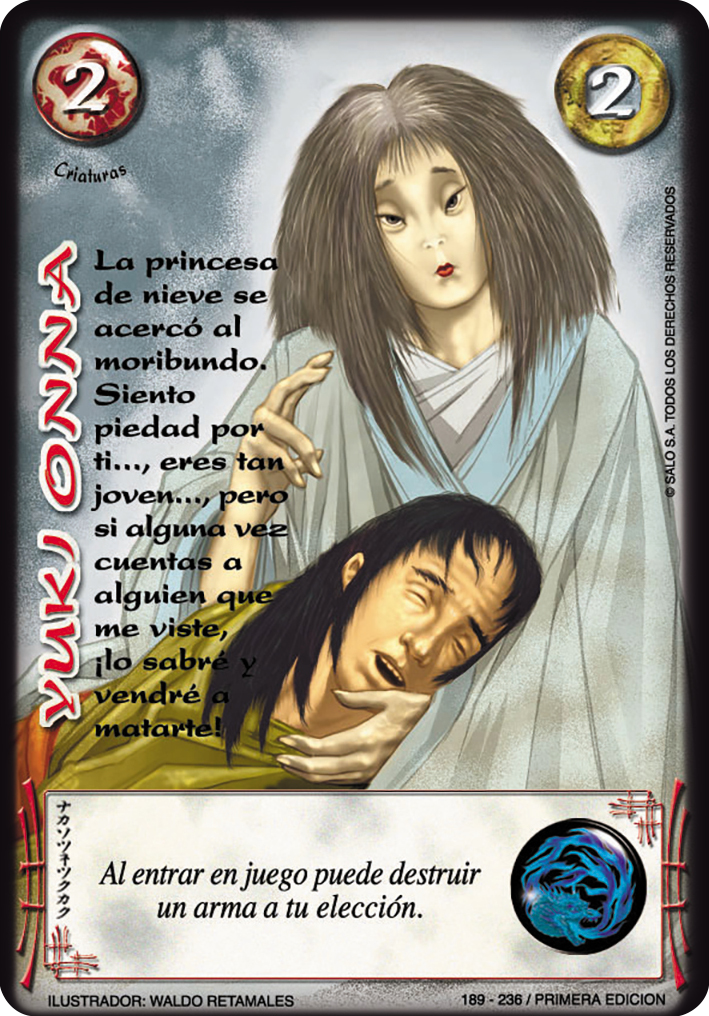 2
2
Criaturas
YUKI ONNA
La princesa
de nieve se
acercó al
moribundo.
Siento
piedad por
ti..., eres tan
joven..., pero
si alguna vez
cuentas a
alguien que
me viste,
¡lo sabré y
vendré a
matarte!
© SALO S.A. TODOS LOS DERECHOS RESERVADOS
ナカソツネツクカク
Al entrar en juego puede destruir
un arma a tu elección.
ILUSTRADOR: WALDO RETAMALES
189 - 236 / PRIMERA EDICION